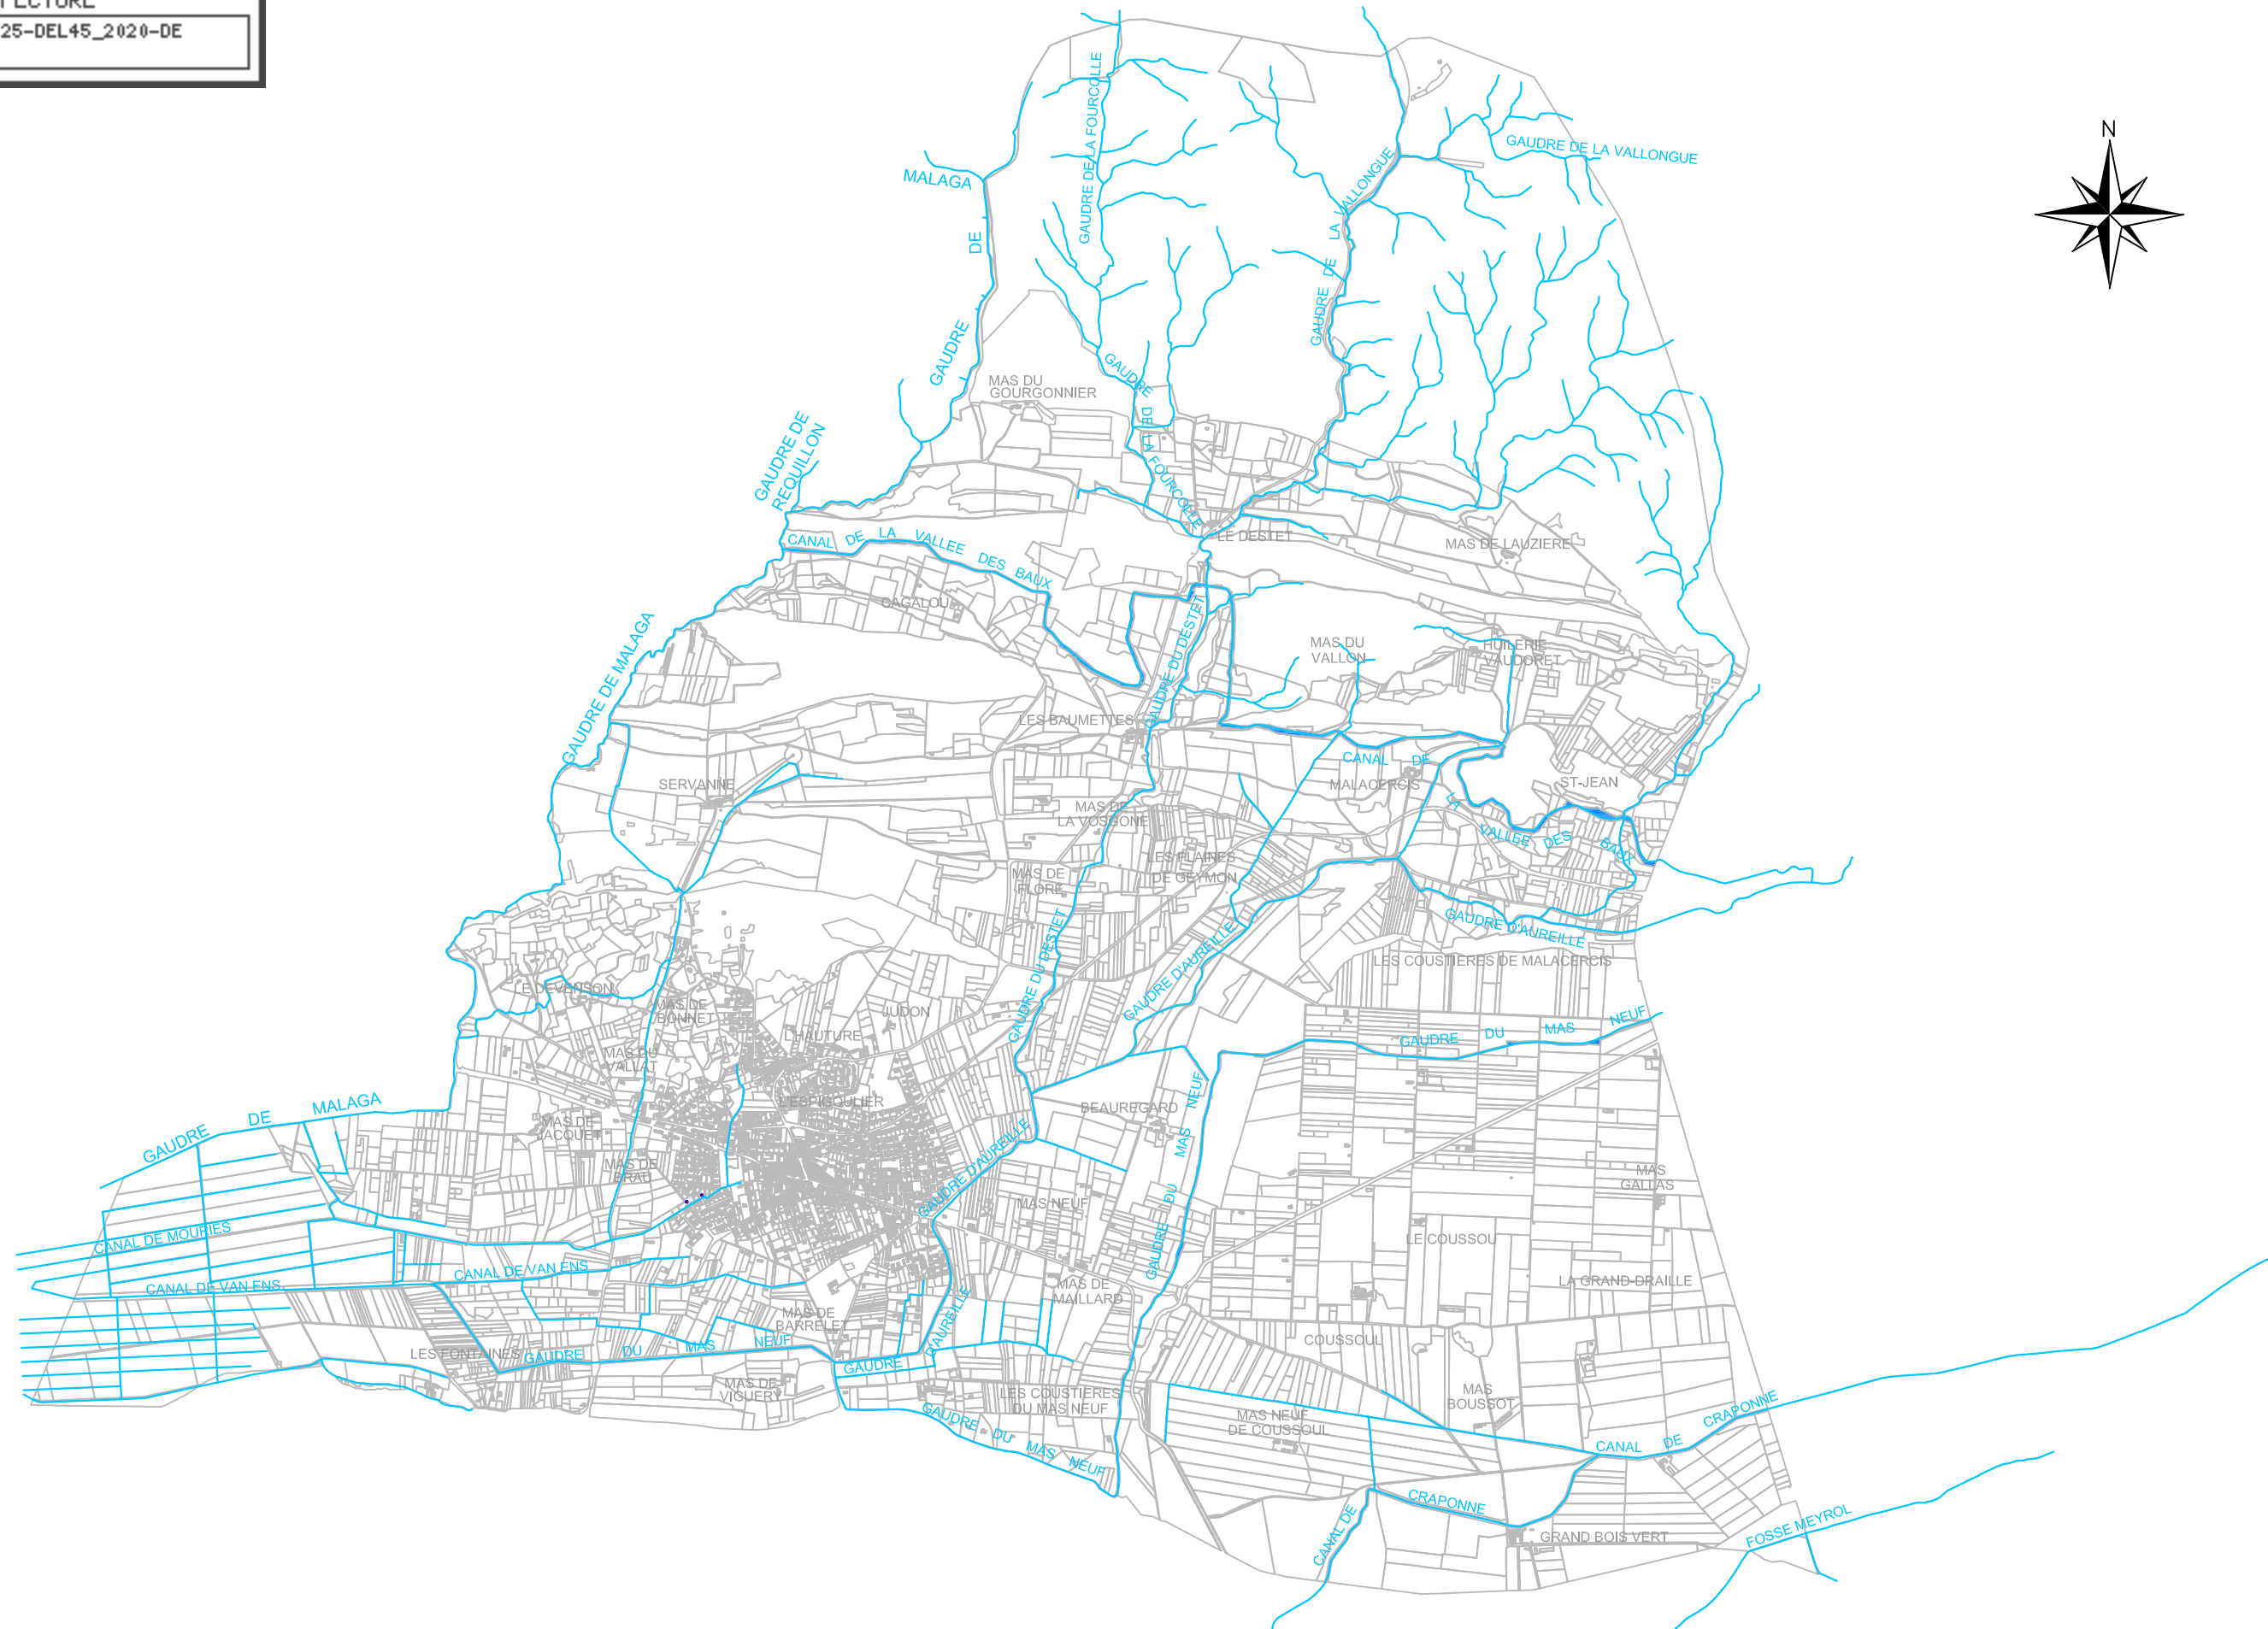 25-DEL45_2020-DE
N
GAUDRE DE LA FOURCOLLE
GAUDRE DE LA VALLONGUE
MALAGA
DE
GAUDRE
GAUDRE DE LA VALLONGUE
MAS DU
GOURGONNIER
GAUDRE
DE LA FOURCOLLE
GAUDRE DE
REQUILLON
LE DESTET
MAS DE LAUZIERE
CANAL DE LA VALLEE DES BAUX
CAGALOU
GAUDRE DE MALAGA
GAUDRE DU DESTET
MAS DU
VALLON
HUILERIE
VAUDORET
LES BAUMETTES
CANAL DE
LA
VALLEE DES BAUX
SERVANNE
MALACERCIS
ST-JEAN
MAS DE
LA VOSGONE
LES PLAINES
DE GEYMON
MAS DE
FLORE
GAUDRE D'AUREILLE
GAUDRE DU DESTET
GAUDRE D'AUREILLE
LES COUSTIERES DE MALACERCIS
LE DEVENSON
MAS DE
BONNET
JUDON
L'HAUTURE
GAUDRE DU MAS NEUF
MAS DU
VALLAT
L'ESPIGOULIER
BEAUREGARD
GAUDRE DE MALAGA
MAS DE
JACQUET
GAUDRE D'AUREILLE
GAUDRE DU MAS NEUF
MAS DE
BRAU
MAS NEUF
MAS
GALLAS
CANAL DE MOURIES
LE COUSSOU
CANAL DE VAN ENS
CANAL DE VAN ENS
LA GRAND-DRAILLE
MAS DE
MAILLARD
MAS DE
BARRELET
GAUDRE D'AUREILLE
COUSSOUL
LES FONTAINES
GAUDRE DU MAS NEUF
MAS DE
VIGUERY
LES COUSTIERES
DU MAS NEUF
MAS
BOUSSOT
GAUDRE DU MAS NEUF
MAS NEUF
DE COUSSOUL
CANAL DE CRAPONNE
CANAL DE CRAPONNE
GRAND BOIS VERT
FOSSE MEYROL